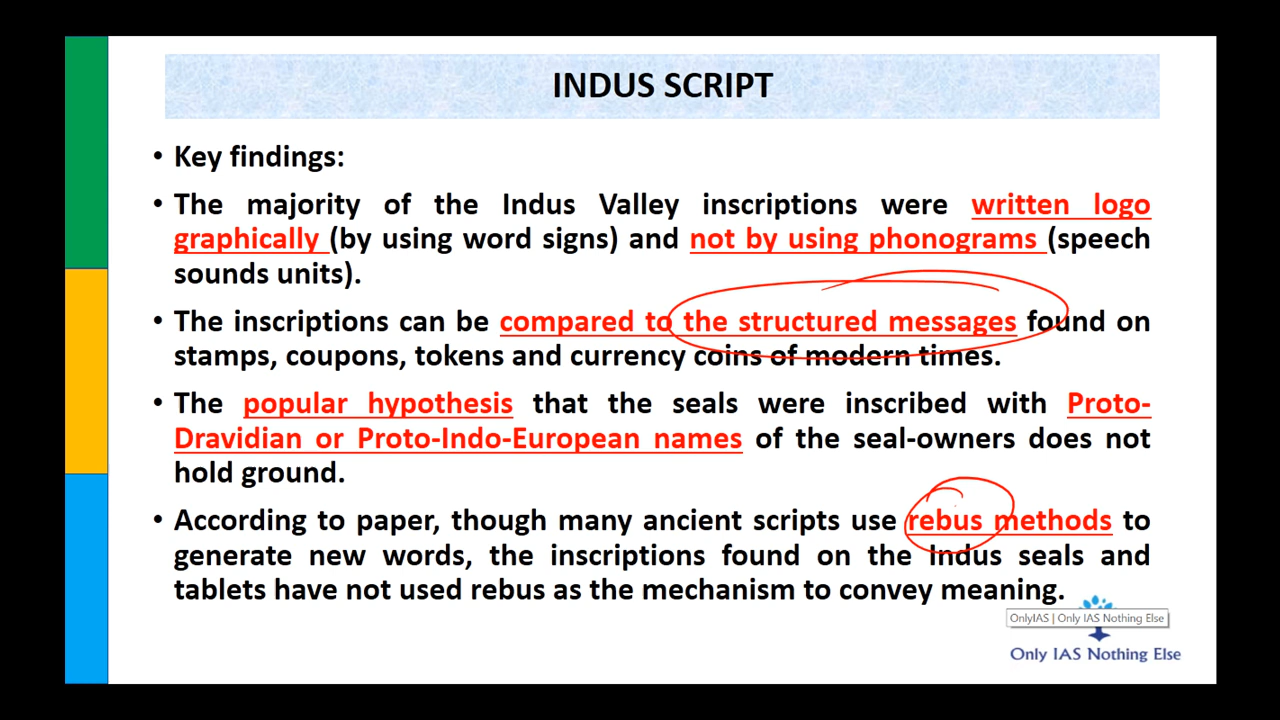 INDUS SCRIPT
• Key findings:
• The majority of the Indus Valley inscriptions were written logo
graphically (by using word signs) and not by using phonograms (speech
sounds units).
• The inscriptions can be compared to the structured messages found on
stamps, coupons, tokens and currency coins of modern times.
• The popular hypothesis that the seals were inscribed with Proto-
Dravidian or Proto-Indo-European names of the seal-owners does not
hold ground.
• According to paper, though many ancient scripts use rebus methods to
generate new words, the inscriptions found on the Indus seals and
tablets have not used rebus as the mechanism to convey meaning.
OnlyIAS | Only IAS Nothing Else
Only IAS Nothing Else